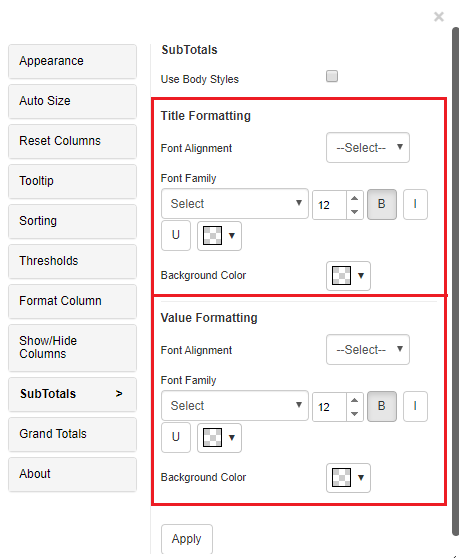 ×
Appearance
Auto Size
Reset Columns
Tooltip
Sorting
Thresholds
Format Column
Show/Hide
Columns
SubTotals >
Grand Totals
About
SubTotals
Use Body Styles
Title Formatting
Font Alignment --Select--
Font Family
Select 12 B I
U
Background Color
Value Formatting
Font Alignment --Select--
Font Family
Select 12 B I
U
Background Color
Apply